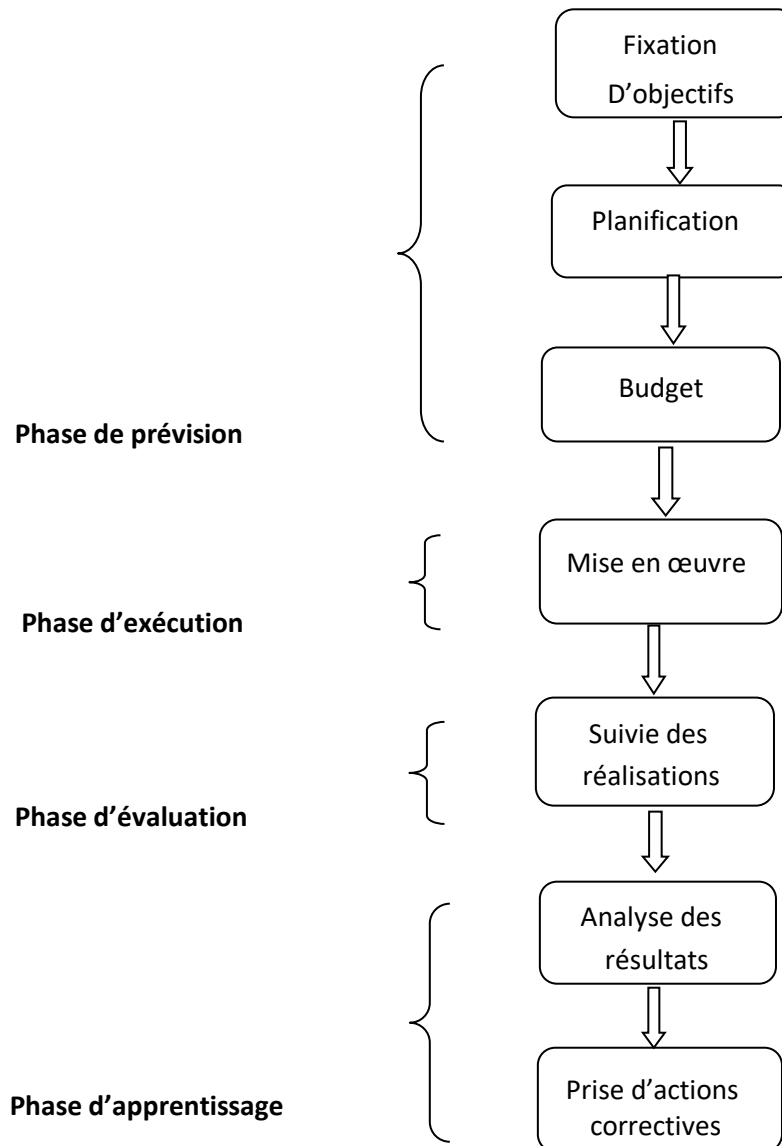 Fixation
D’objectifs
Planification
Budget
Phase de prévision
Mise en œuvre
Phase d’exécution
Suivie des
réalisations
Phase d’évaluation
Analyse des
résultats
Phase d’apprentissage
Prise d’actions
correctives